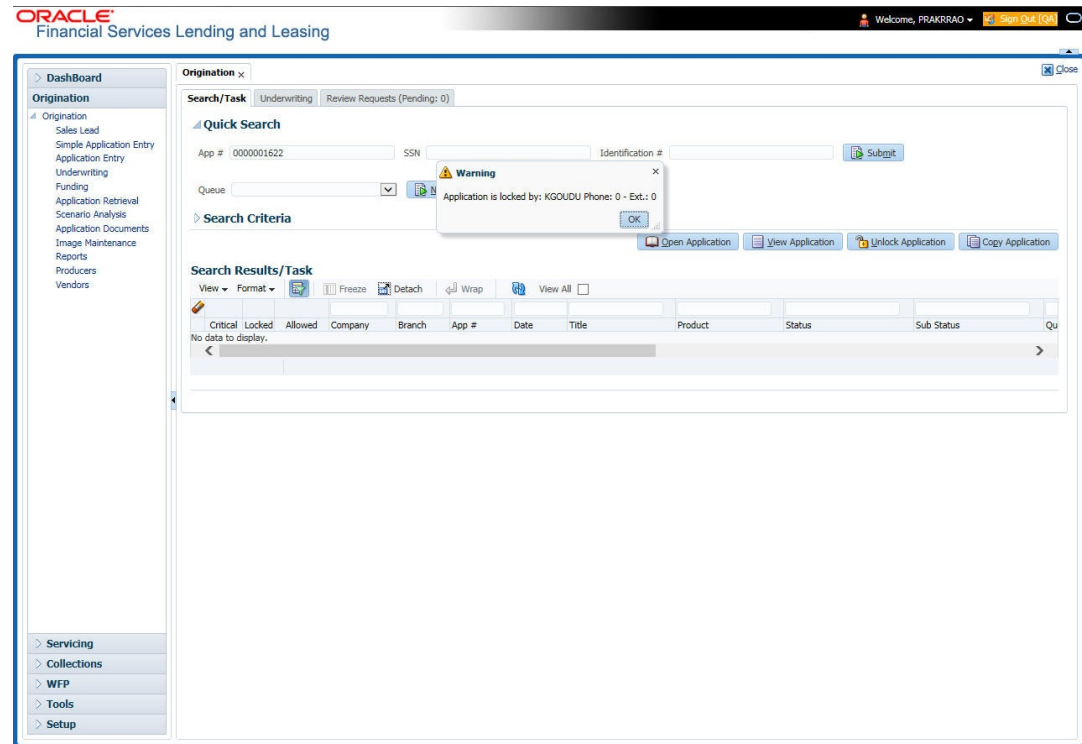 ORACLE'
Financial Services Lending and Leasing
Welcome, PRAKRRAO
Sign Out [QA]
DashBoard
Origination
Origination
Sales Lead
Simple Application Entry
Application Entry
Underwriting
Funding
Application Retrieval
Scenario Analysis
Application Documents
Image Maintenance
Reports
Producers
Vendors
Servicing
Collections
WFP
Tools
Setup
Origination x
Close
Search/Task Underwriting Review Requests (Pending: 0)
Quick Search
App # 0000001622 SSN Identification # Submit
Queue N
Warning x
Application is locked by: KGOUDU Phone: 0 - Ext.: 0
OK
Search Criteria
Open Application View Application Unlock Application Copy Application
Search Results/Task
View Format Freeze Detach Wrap View All
Critical Locked Allowed Company Branch App # Date Title Product Status Sub Status Qu
No data to display.